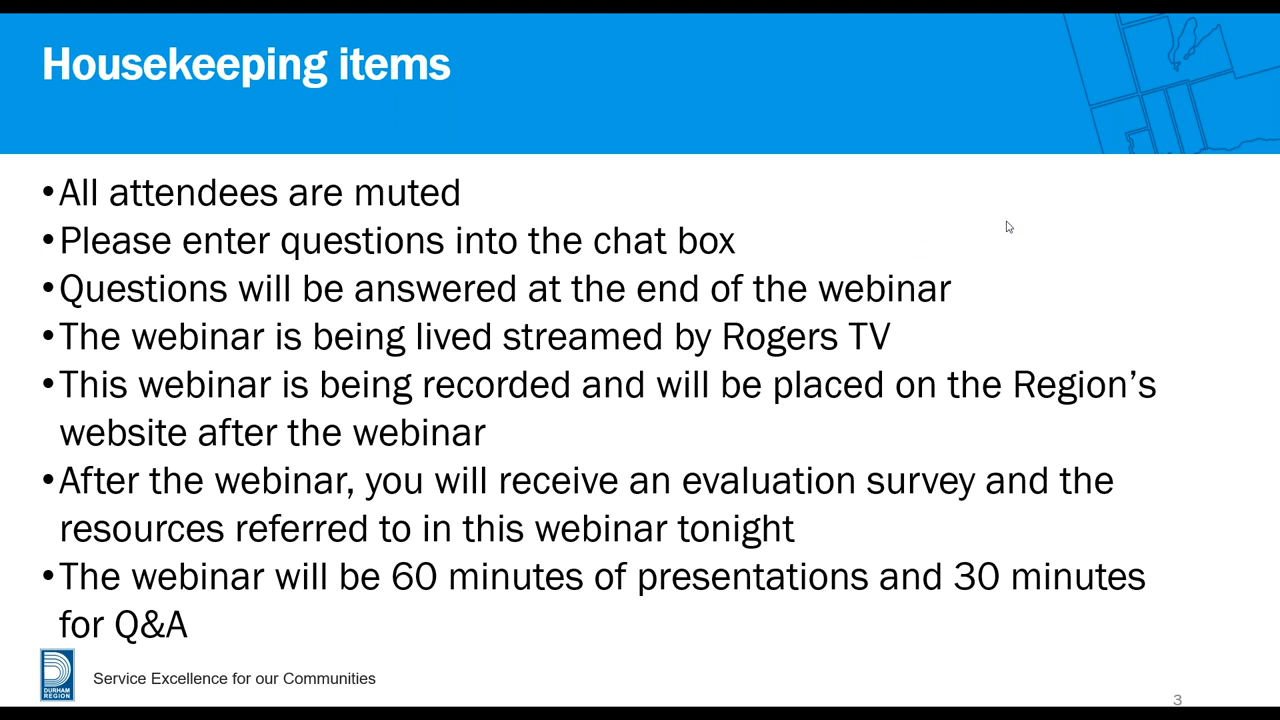 Housekeeping items
•All attendees are muted
•Please enter questions into the chat box
•Questions will be answered at the end of the webinar
•The webinar is being lived streamed by Rogers TV
•This webinar is being recorded and will be placed on the Region’s
website after the webinar
•After the webinar, you will receive an evaluation survey and the
resources referred to in this webinar tonight
•The webinar will be 60 minutes of presentations and 30 minutes
for Q&A
DURHAM
REGION
Service Excellence for our Communities
3